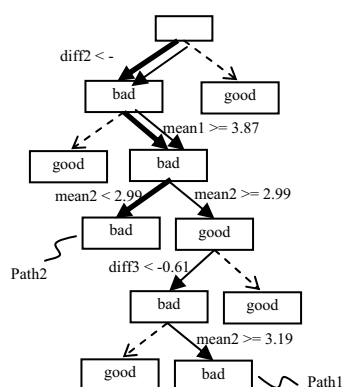 diff2 < -
bad
good
mean1 >= 3.87
good
bad
mean2 < 2.99
mean2 >= 2.99
bad
good
Path2
diff3 < -0.61
bad
good
mean2 >= 3.19
good
bad
Path1